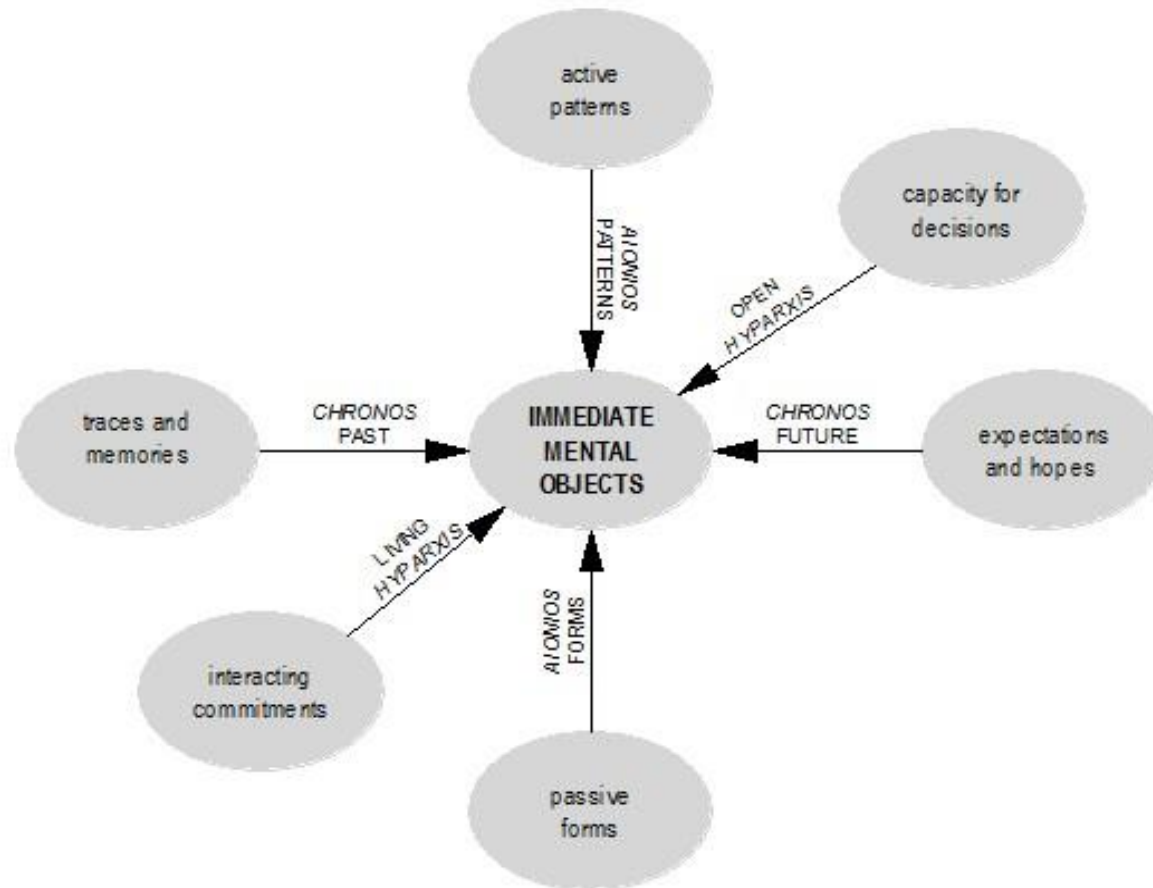 active
patterns
AIONIOS
PATTERNS
capacity for
decisions
OPEN
HYPARXIS
traces and
memories
CHRONOS
PAST
IMMEDIATE
MENTAL
OBJECTS
CHRONOS
FUTURE
expectations
and hopes
LIVING
HYPARXIS
interacting
commitments
AIONIOS
FORMS
passive
forms